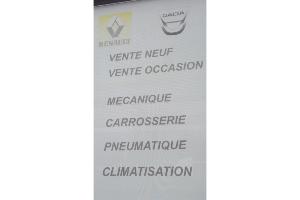 RENAULT
DACIA
VENTE NEUF
VENTE OCCASION
MECANIQUE
CARROSSERIE
PNEUMATIQUE
CLIMATISATION